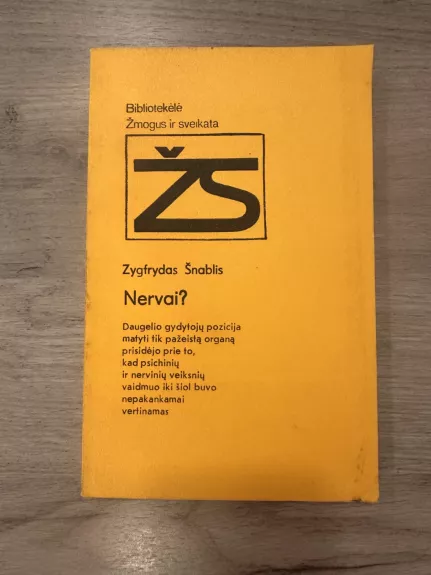 Bibliotekėlė
Žmogus ir sveikata
ŽS
Zygfrydas Šnablis
Nervai?
Daugelio gydytojų pozicija
matyti tik pažeistą organą
prisidėjo prie to,
kad psichinių
ir nervinių veiksnių
vaidmuo iki šiol buvo
nepakankamai
vertinamas